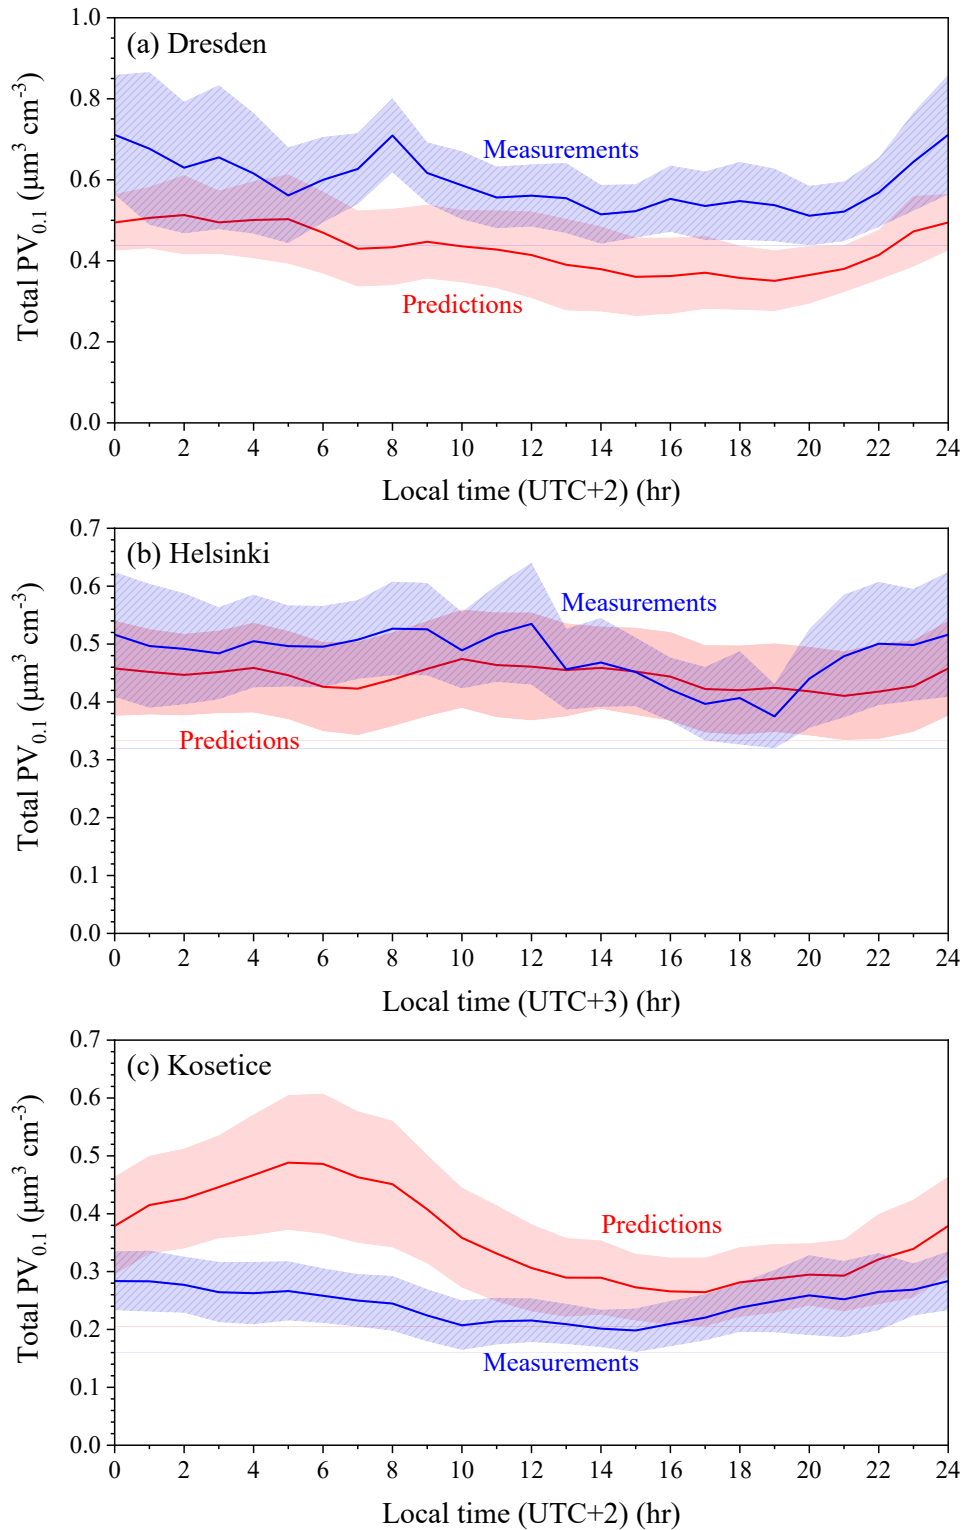 (a) Dresden
1.0
0.8
0.6
0.4
0.2
0.0
Total PV0.1 (μm³ cm⁻³)
Measurements
Predictions
0 2 4 6 8 10 12 14 16 18 20 22 24
Local time (UTC+2) (hr)
(b) Helsinki
0.7
0.6
0.5
0.4
0.3
0.2
0.1
0.0
Total PV0.1 (μm³ cm⁻³)
Measurements
Predictions
0 2 4 6 8 10 12 14 16 18 20 22 24
Local time (UTC+3) (hr)
(c) Kosetice
0.7
0.6
0.5
0.4
0.3
0.2
0.1
0.0
Total PV0.1 (μm³ cm⁻³)
Predictions
Measurements
0 2 4 6 8 10 12 14 16 18 20 22 24
Local time (UTC+2) (hr)